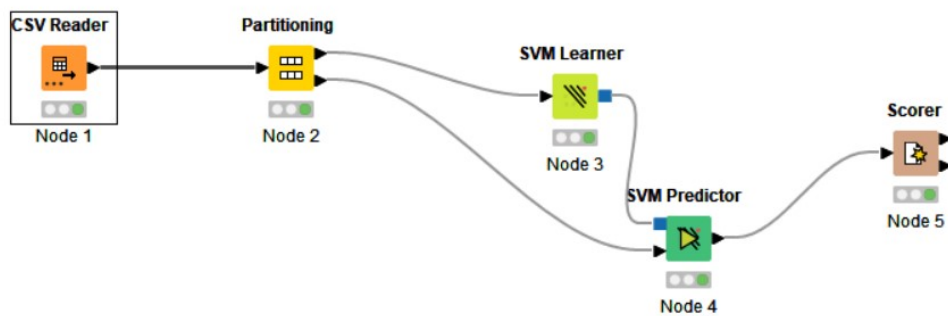 CSV Reader
Node 1
Partitioning
Node 2
SVM Learner
Node 3
SVM Predictor
Node 4
Scorer
Node 5